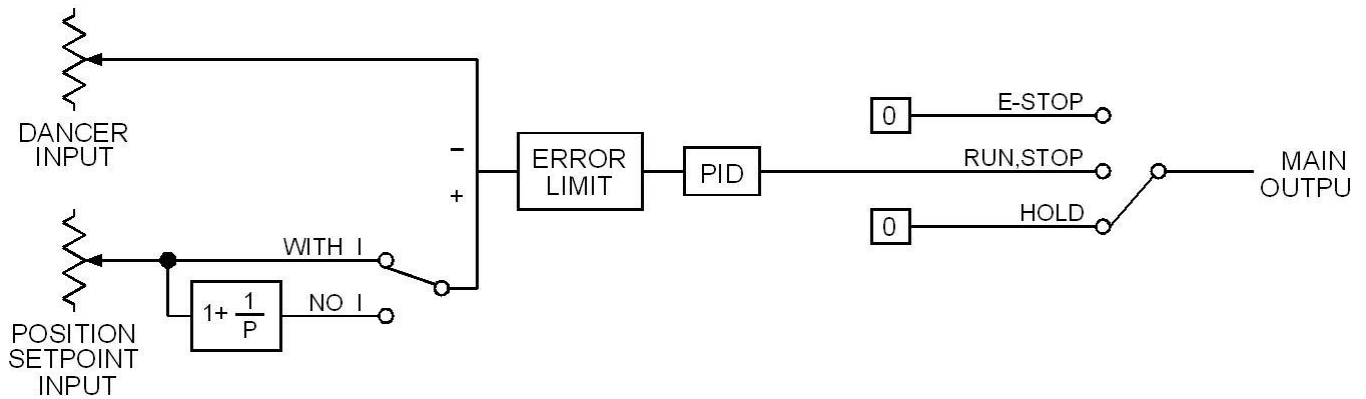 DANCER
INPUT
POSITION
SETPOINT
INPUT
WITH I
1+ 1/P
NO I
−
+
ERROR
LIMIT
PID
0
E-STOP
RUN,STOP
0
HOLD
MAIN
OUTPU